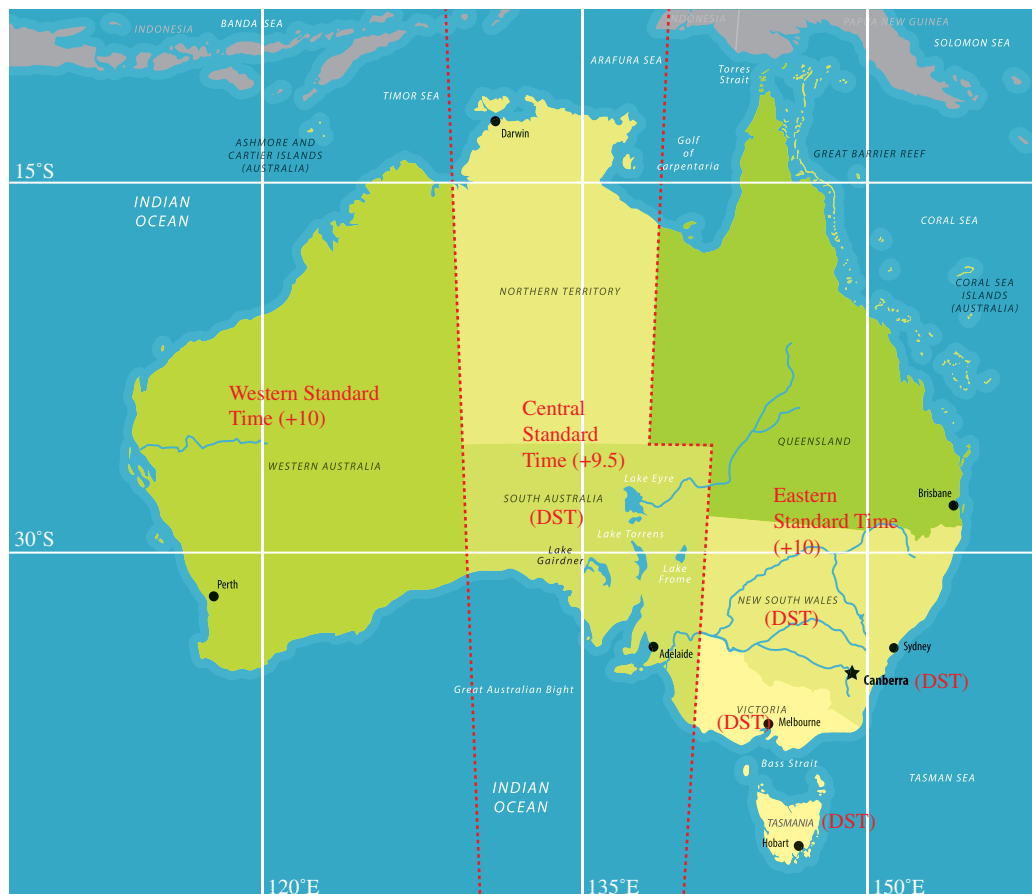 INDONESIA
BANDA SEA
INDONESIA
PAPUA NEW GUINEA
SOLOMON SEA
ARAFURA SEA
Torres
Strait
TIMOR SEA
Darwin
ASHMORE AND
CARTIER ISLANDS
(AUSTRALIA)
Golf
of
carpentaria
GREAT BARRIER REEF
15°S
INDIAN
OCEAN
CORAL SEA
NORTHERN TERRITORY
CORAL SEA
ISLANDS
(AUSTRALIA)
Western Standard
Time (+10)
Central
Standard
Time (+9.5)
WESTERN AUSTRALIA
QUEENSLAND
Lake Eyre
SOUTH AUSTRALIA
(DST)
Eastern
Standard Time
(+10)
Brisbane
30°S
Lake Torrens
Lake
Gairdner
Lake
Frome
Perth
NEW SOUTH WALES
(DST)
Adelaide
Sydney
Canberra (DST)
Great Australian Bight
VICTORIA
(DST)
Melbourne
Bass Strait
TASMAN SEA
INDIAN
OCEAN
TASMANIA
(DST)
Hobart
120°E
135°E
150°E